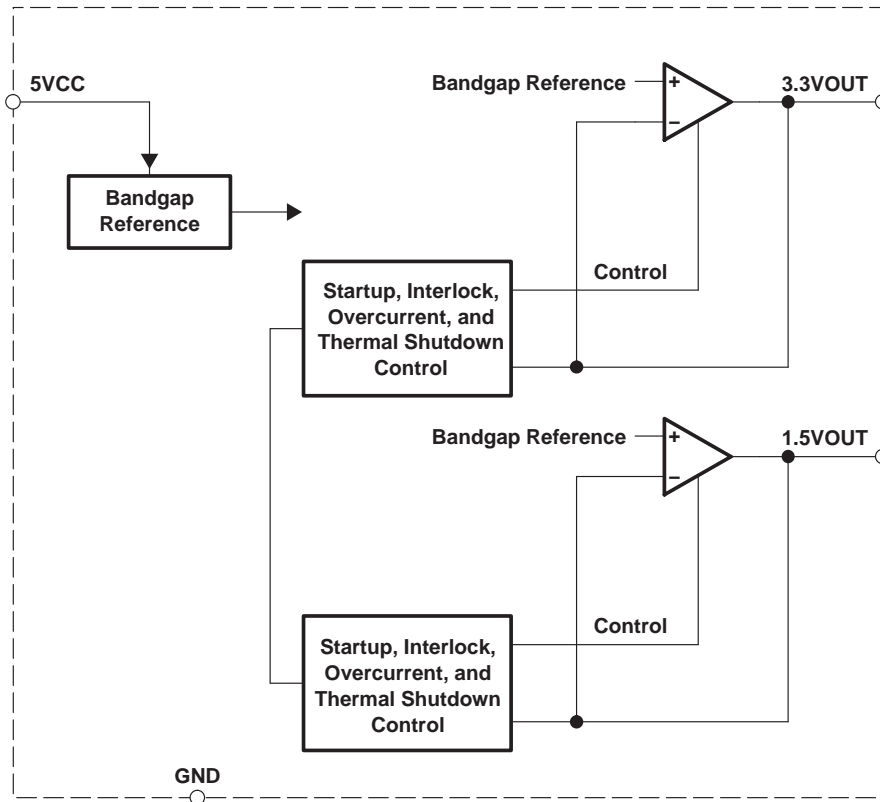 5VCC
Bandgap
Reference
Bandgap Reference
+
−
3.3VOUT
Startup, Interlock,
Overcurrent, and
Thermal Shutdown
Control
Control
Bandgap Reference
+
−
1.5VOUT
Startup, Interlock,
Overcurrent, and
Thermal Shutdown
Control
Control
GND